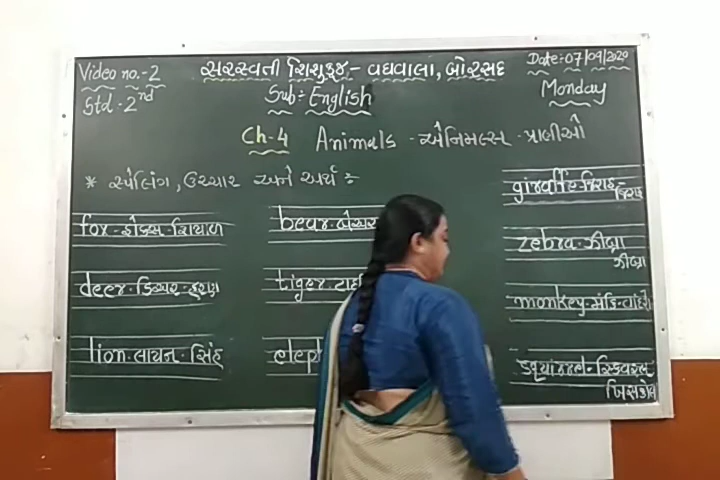 Video no.-2
સરસ્વતી શિશુકુંજ - વઘવાલા, બોરસદ
Date:-07/09/2020
Std.-2nd
Sub:- English
Monday
Ch-4 Animals - એનિમલ્સ - પ્રાણીઓ
* સ્પેલિંગ, ઉચ્ચાર અને અર્થ :-
fox - ફોક્સ - શિયાળ
deer - ડિઅર - હરણ
lion - લાયન - સિંહ
bear - બેઅર
tiger -
giraffe - જિરાફ -
જિરાફ
zebra - ઝીબ્રા
ઝીબ્રા
monkey - મંકિ - વાંદરો
squirrel - સ્કિવરલ
ખિસકોલી